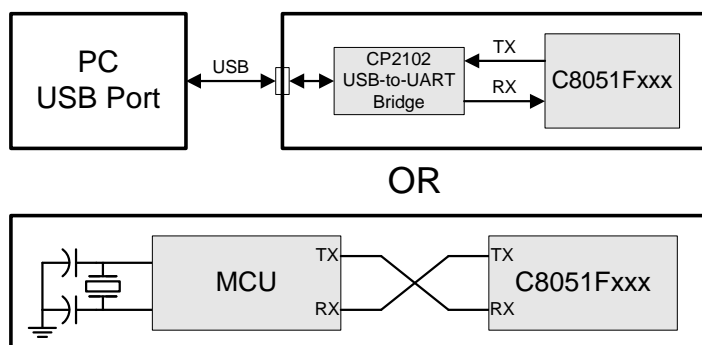 PC
USB Port
USB
CP2102
USB-to-UART
Bridge
TX
RX
C8051Fxxx
OR
MCU
TX
RX
TX
RX
C8051Fxxx